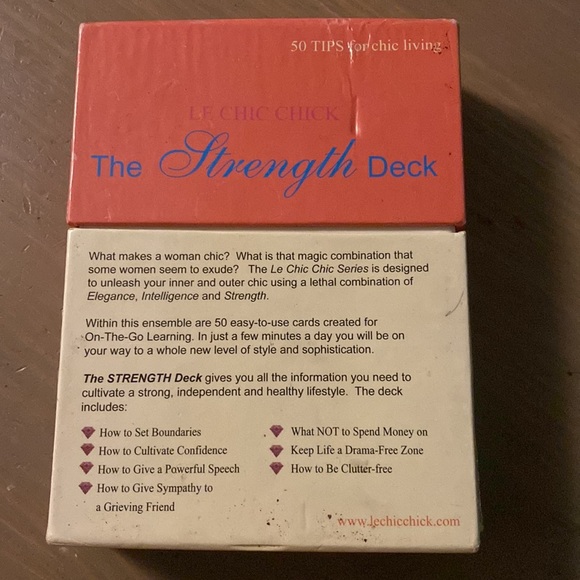 50 TIPS for chic living
LE CHIC CHICK
The Strength Deck
What makes a woman chic? What is that magic combination that
some women seem to exude? The Le Chic Chic Series is designed
to unleash your inner and outer chic using a lethal combination of
Elegance, Intelligence and Strength.
Within this ensemble are 50 easy-to-use cards created for
On-The-Go Learning. In just a few minutes a day you will be on
your way to a whole new level of style and sophistication.
The STRENGTH Deck gives you all the information you need to
cultivate a strong, independent and healthy lifestyle. The deck
includes:
How to Set Boundaries
How to Cultivate Confidence
How to Give a Powerful Speech
How to Give Sympathy to
a Grieving Friend
What NOT to Spend Money on
Keep Life a Drama-Free Zone
How to Be Clutter-free
www.lechicchick.com